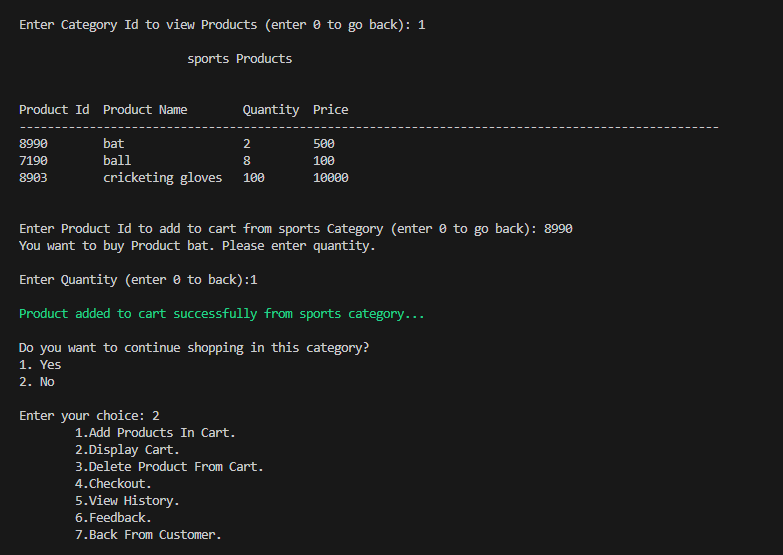 Enter Category Id to view Products (enter 0 to go back): 1
sports Products
Product Id  Product Name        Quantity  Price
----------------------------------------------------------------------------------------------------
8990        bat                 2         500
7190        ball                8         100
8903        cricketing gloves   100       10000
Enter Product Id to add to cart from sports Category (enter 0 to go back): 8990
You want to buy Product bat. Please enter quantity.
Enter Quantity (enter 0 to back):1
Product added to cart successfully from sports category...
Do you want to continue shopping in this category?
1. Yes
2. No
Enter your choice: 2
1.Add Products In Cart.
2.Display Cart.
3.Delete Product From Cart.
4.Checkout.
5.View History.
6.Feedback.
7.Back From Customer.